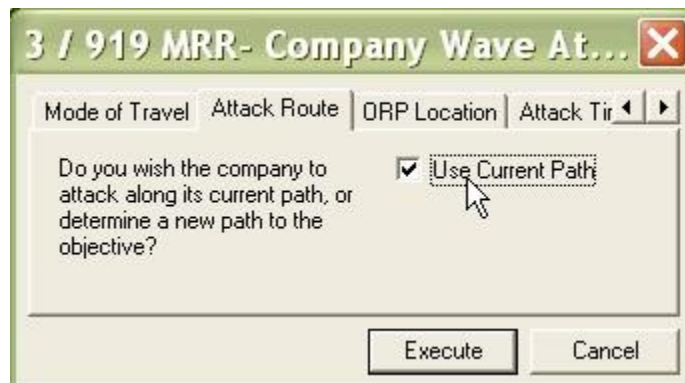 3 / 919 MRR- Company Wave At...
Mode of Travel Attack Route ORP Location Attack Tir
Do you wish the company to
attack along its current path, or
determine a new path to the
objective?
Use Current Path
Execute Cancel